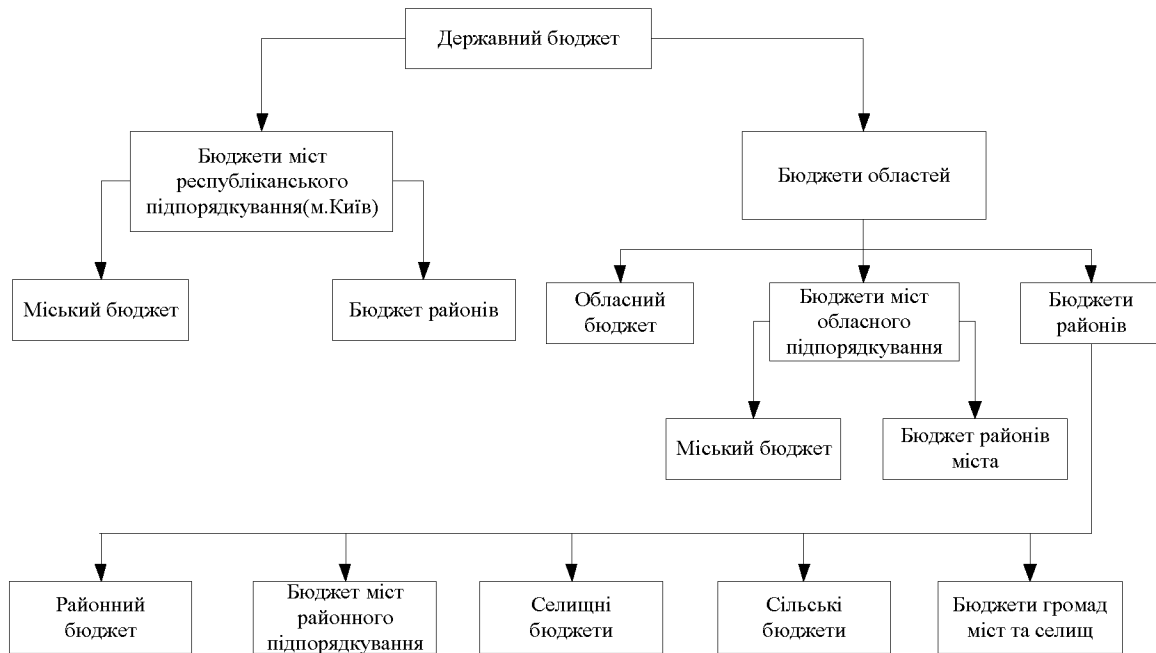 Державний бюджет
Бюджети міст
республіканського
підпорядкування(м.Київ)
Бюджети областей
Міський бюджет
Бюджет районів
Обласний
бюджет
Бюджети міст
обласного
підпорядкування
Бюджети
районів
Міський бюджет
Бюджет районів
міста
Районний
бюджет
Бюджет міст
районного
підпорядкування
Селищні
бюджети
Сільські
бюджети
Бюджети громад
міст та селищ